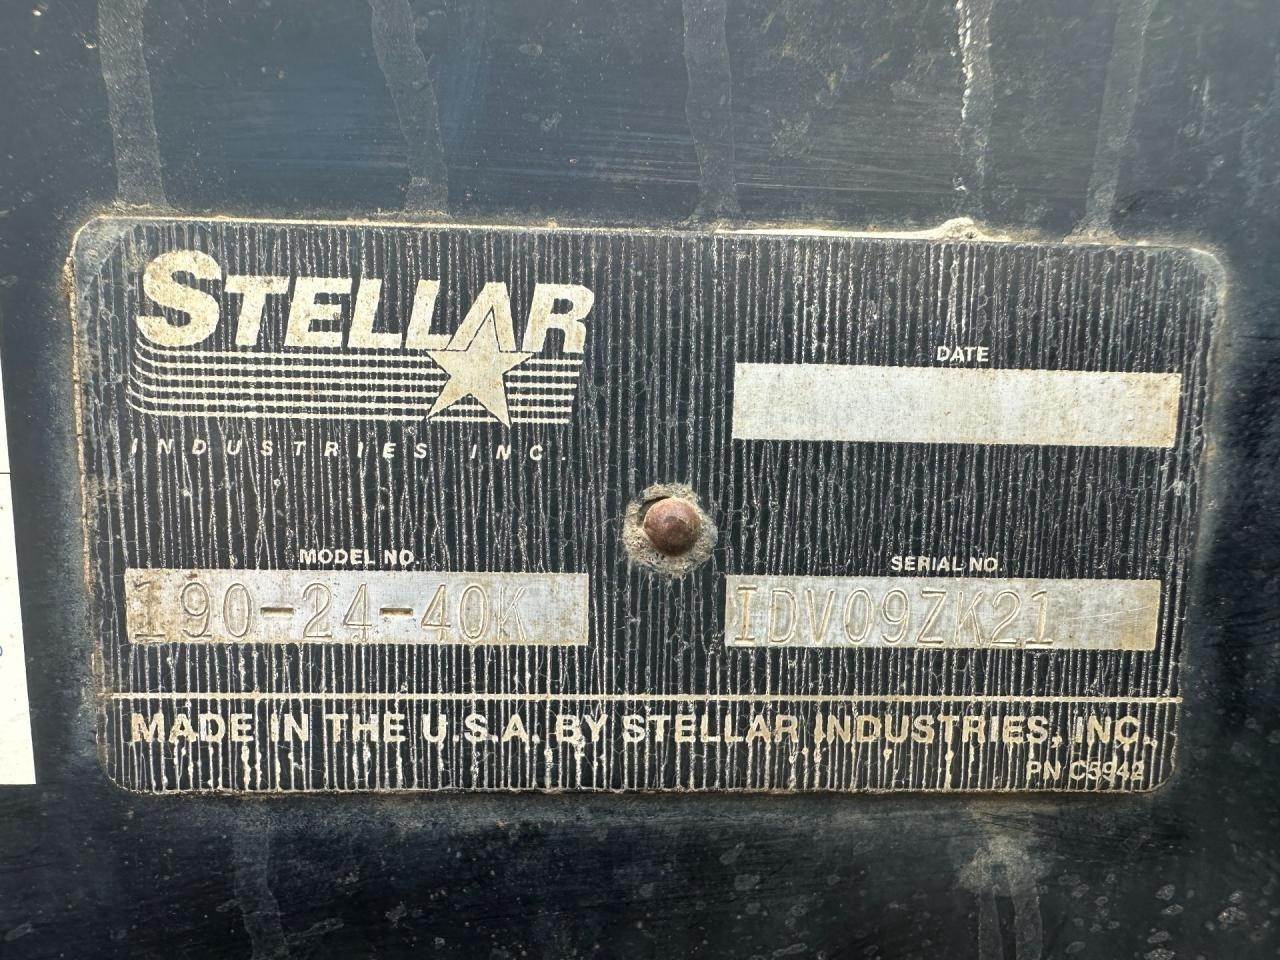 STELLAR
INDUSTRIES INC.
DATE
MODEL NO.
190-24-40K
SERIAL NO.
IDV09ZK21
MADE IN THE U.S.A. BY STELLAR INDUSTRIES, INC.
PN C5942